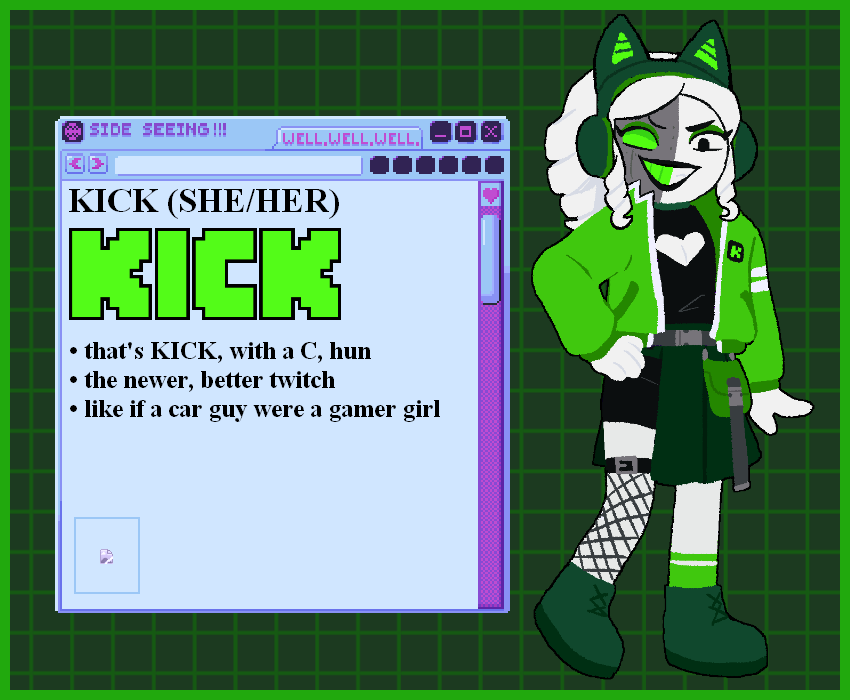 SIDE SEEING!!!
WELL.WELL.WELL.
KICK (SHE/HER)
KICK
• that's KICK, with a C, hun
• the newer, better twitch
• like if a car guy were a gamer girl
K